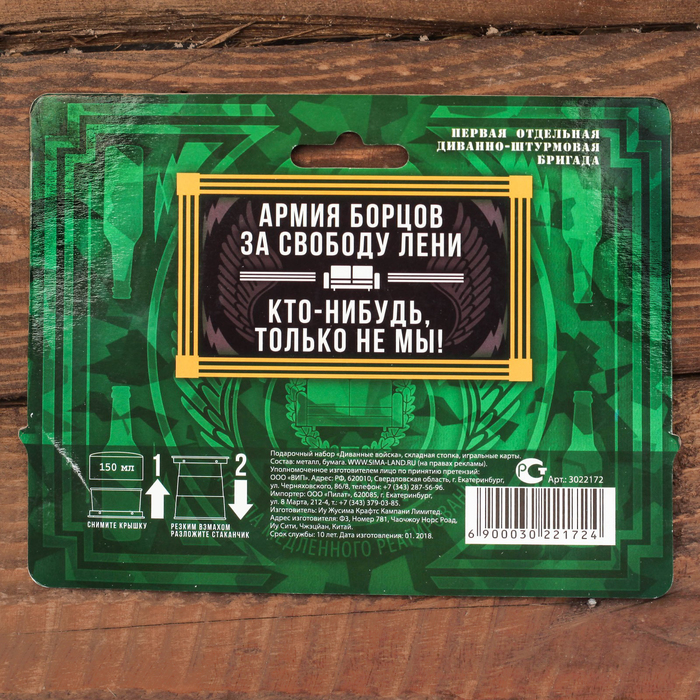 ПЕРВАЯ ОТДЕЛЬНАЯ
ДИВАННО-ШТУРМОВАЯ
БРИГАДА
АРМИЯ БОРЦОВ
ЗА СВОБОДУ ЛЕНИ
КТО-НИБУДЬ,
ТОЛЬКО НЕ МЫ!
150 мл
1
СНИМИТЕ КРЫШКУ
2
РЕЗКИМ ВЗМАХОМ
РАЗЛОЖИТЕ СТАКАНЧИК
Подарочный набор «Диванные войска», складная стопка, игральные карты.
Состав: металл, бумага. WWW.SIMA-LAND.RU (на правах рекламы).
Уполномоченное изготовителем лицо по принятию претензий:
ООО «ВИП». Адрес: РФ, 620010, Свердловская область, г. Екатеринбург,
ул. Черняховского, 86/8, телефон: +7 (343) 287-56-96.
Импортер: ООО «Пилат», 620085, г. Екатеринбург,
ул. 8 Марта, 212-4, т.: +7 (343) 379-03-85.
Изготовитель: Иу Жусима Крафтс Кампани Лимитед.
Адрес изготовителя: Ф3, Номер 781, Чаочжоу Норс Роад,
Иу Сити, Чжэцзян, Китай.
Срок службы: 10 лет. Дата изготовления: 01. 2018.
РСТ
Арт.: 3022172
6 900030 221724